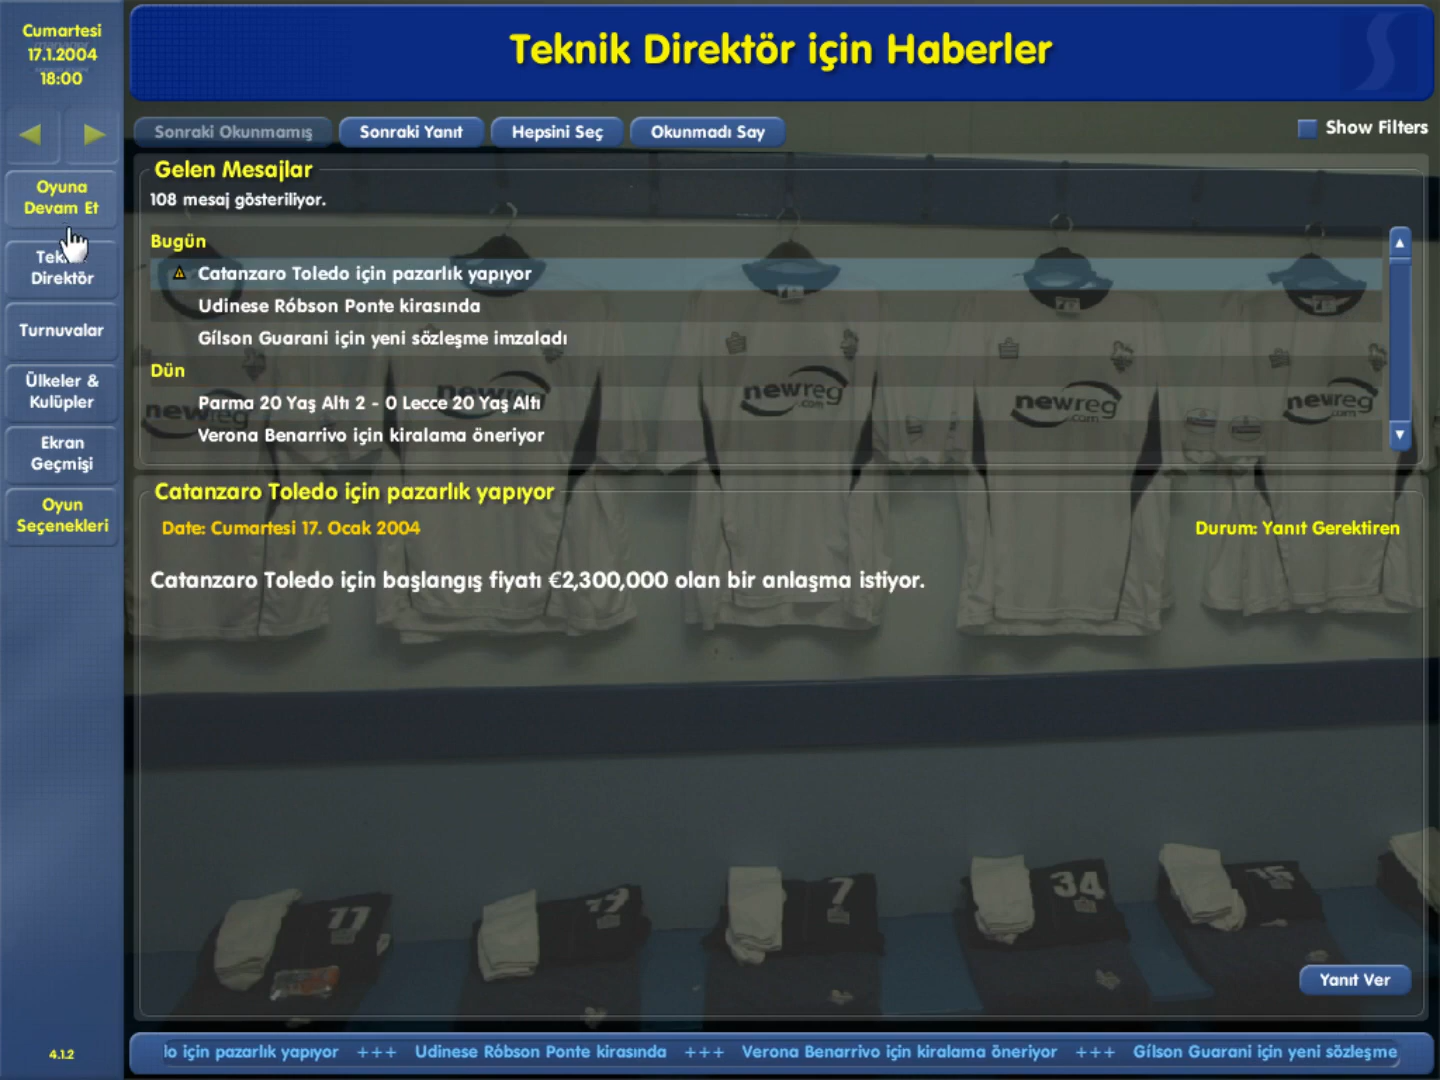 Cumartesi
17.1.2004
18:00
Teknik Direktör için Haberler
Sonraki Okunmamış
Sonraki Yanıt
Hepsini Seç
Okunmadı Say
Show Filters
Oyuna
Devam Et
Direktör
Turnuvalar
Ülkeler &
Kulüpler
Ekran
Geçmişi
Oyun
Seçenekleri
4.1.2
Gelen Mesajlar
108 mesaj gösteriliyor.
Bugün
Catanzaro Toledo için pazarlık yapıyor
Udinese Róbson Ponte kirasında
Gílson Guarani için yeni sözleşme imzaladı
Dün
Parma 20 Yaş Altı 2 - 0 Lecce 20 Yaş Altı
Verona Benarrivo için kiralama öneriyor
newreg
.com
newreg
.com
newreg
.com
Catanzaro Toledo için pazarlık yapıyor
Date: Cumartesi 17. Ocak 2004
Durum: Yanıt Gerektiren
Catanzaro Toledo için başlangış fiyatı €2,300,000 olan bir anlaşma istiyor.
7
34
Yanıt Ver
lo için pazarlık yapıyor +++ Udinese Róbson Ponte kirasında +++ Verona Benarrivo için kiralama öneriyor +++ Gílson Guarani için yeni sözleşme